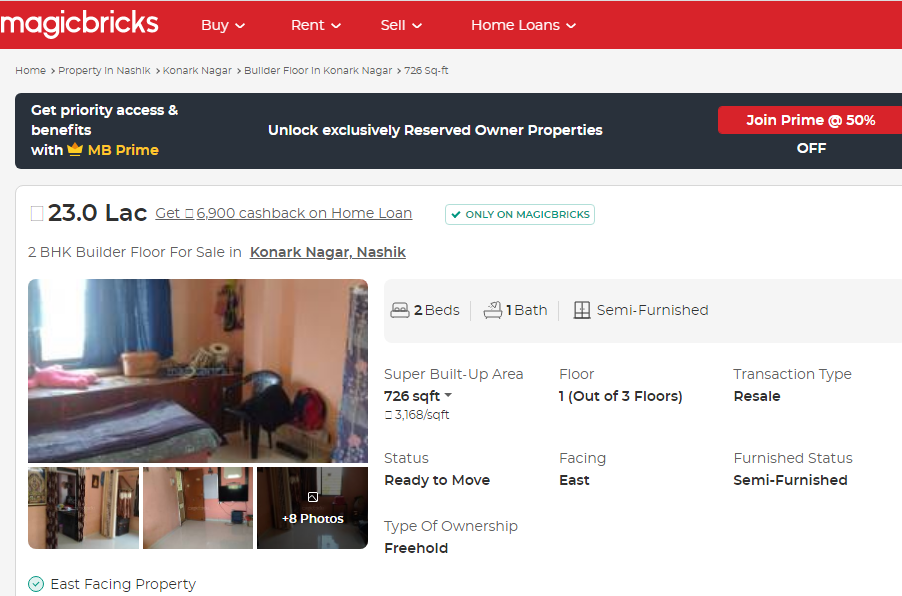 magicbricks
Buy
Rent
Sell
Home Loans
Home > Property in Nashik > Konark Nagar > Builder Floor in Konark Nagar > 726 Sq-ft
Get priority access &
benefits
with MB Prime
Unlock exclusively Reserved Owner Properties
Join Prime @ 50%
OFF
23.0 Lac Get 6,900 cashback on Home Loan
ONLY ON MAGICBRICKS
2 BHK Builder Floor For Sale in Konark Nagar, Nashik
magicbricks
2 Beds
1 Bath
Semi-Furnished
Super Built-Up Area
726 sqft
3,168/sqft
Floor
1 (Out of 3 Floors)
Transaction Type
Resale
Status
Ready to Move
Facing
East
Furnished Status
Semi-Furnished
Type Of Ownership
Freehold
+8 Photos
East Facing Property